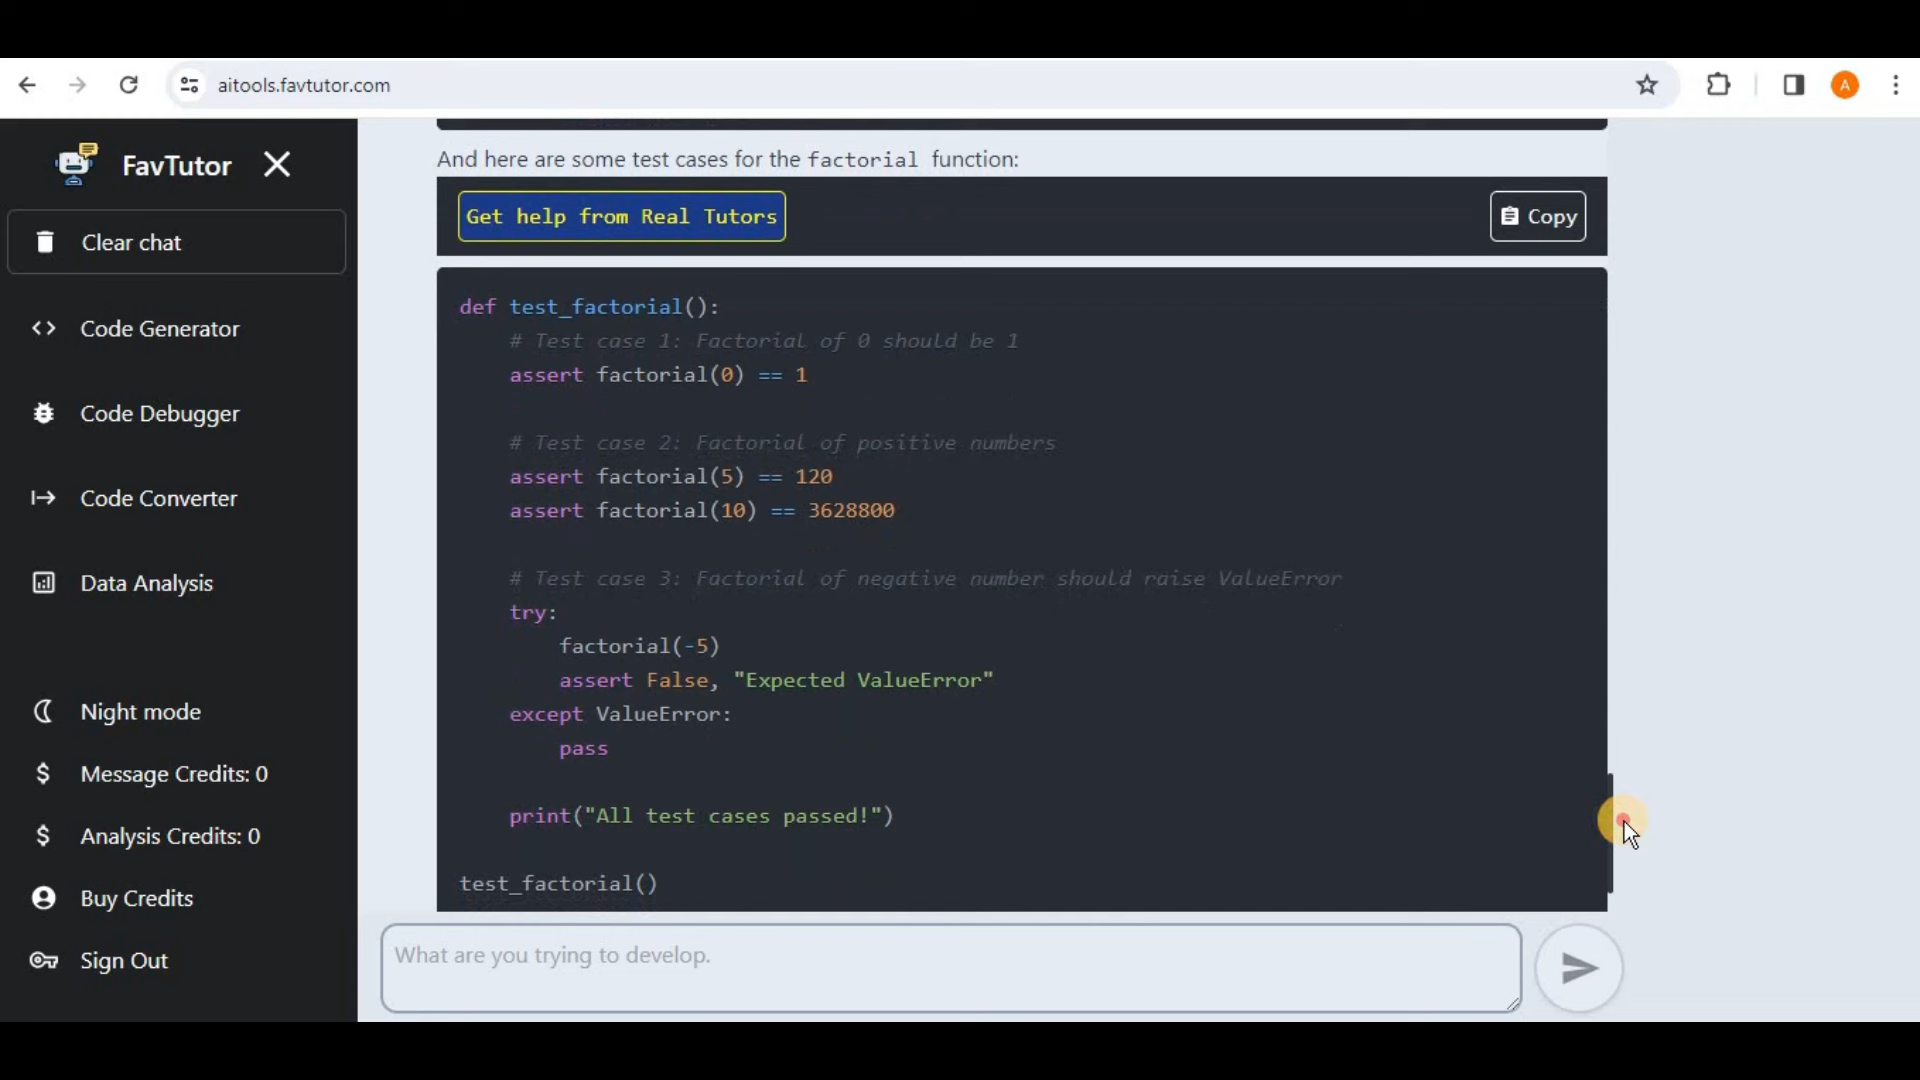 aitools.favtutor.com
A
FavTutor
Clear chat
Code Generator
Code Debugger
Code Converter
Data Analysis
Night mode
Message Credits: 0
Analysis Credits: 0
Buy Credits
Sign Out
And here are some test cases for the factorial function:
Get help from Real Tutors
Copy
def test_factorial():
    # Test case 1: Factorial of 0 should be 1
    assert factorial(0) == 1
    # Test case 2: Factorial of positive numbers
    assert factorial(5) == 120
    assert factorial(10) == 3628800
    # Test case 3: Factorial of negative number should raise ValueError
    try:
        factorial(-5)
        assert False, "Expected ValueError"
    except ValueError:
        pass
    print("All test cases passed!")
test_factorial()
What are you trying to develop.